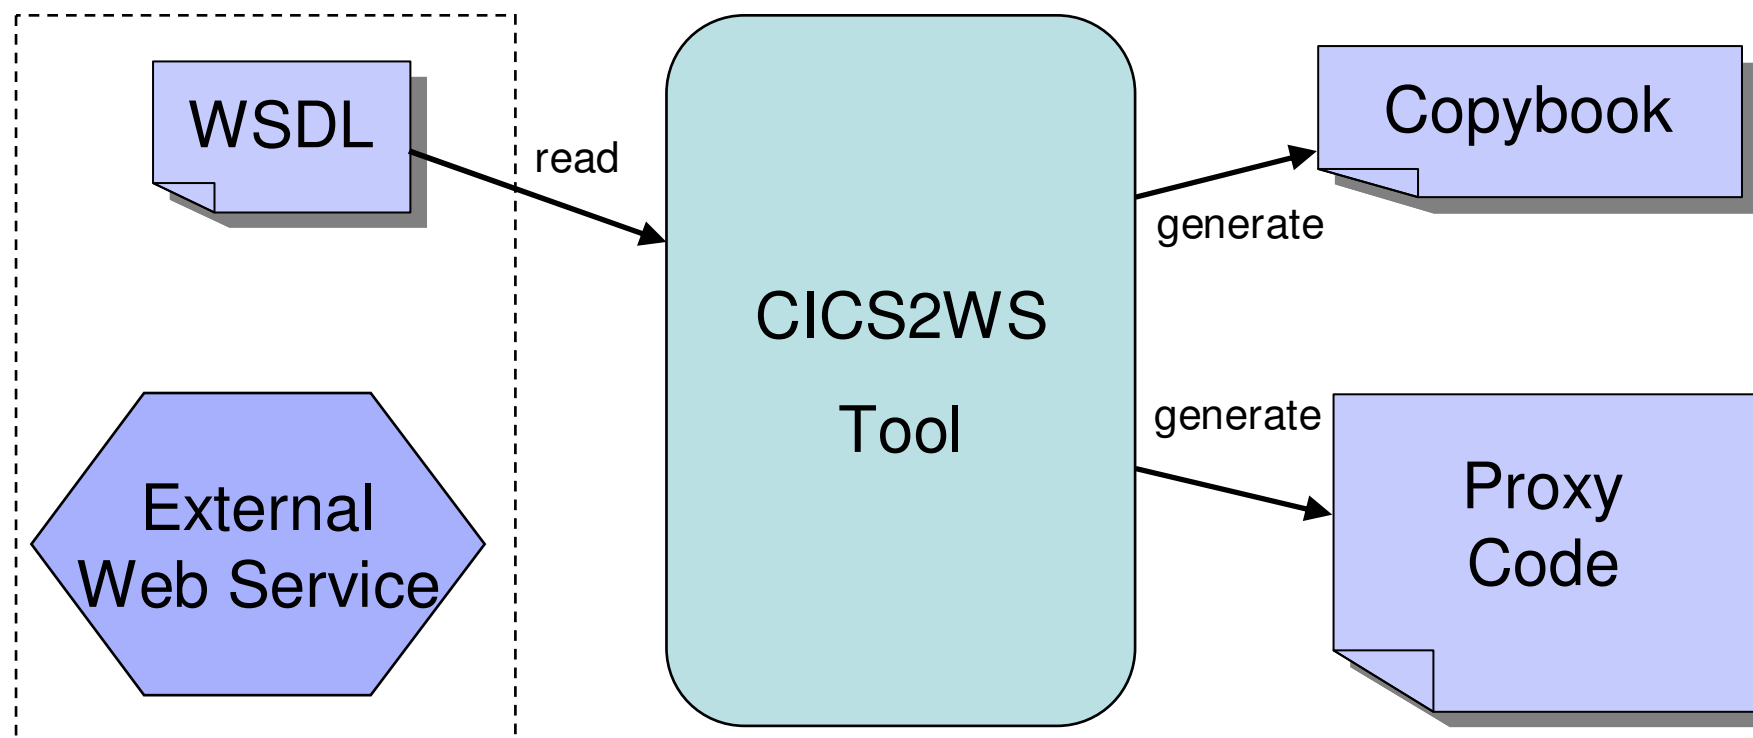 WSDL
read
External
Web Service
CICS2WS
Tool
generate
Copybook
generate
Proxy
Code